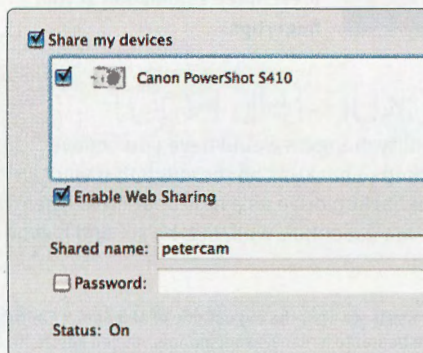 Share my devices
Canon PowerShot S410
Enable Web Sharing
Shared name: petercam
Password:
Status: On